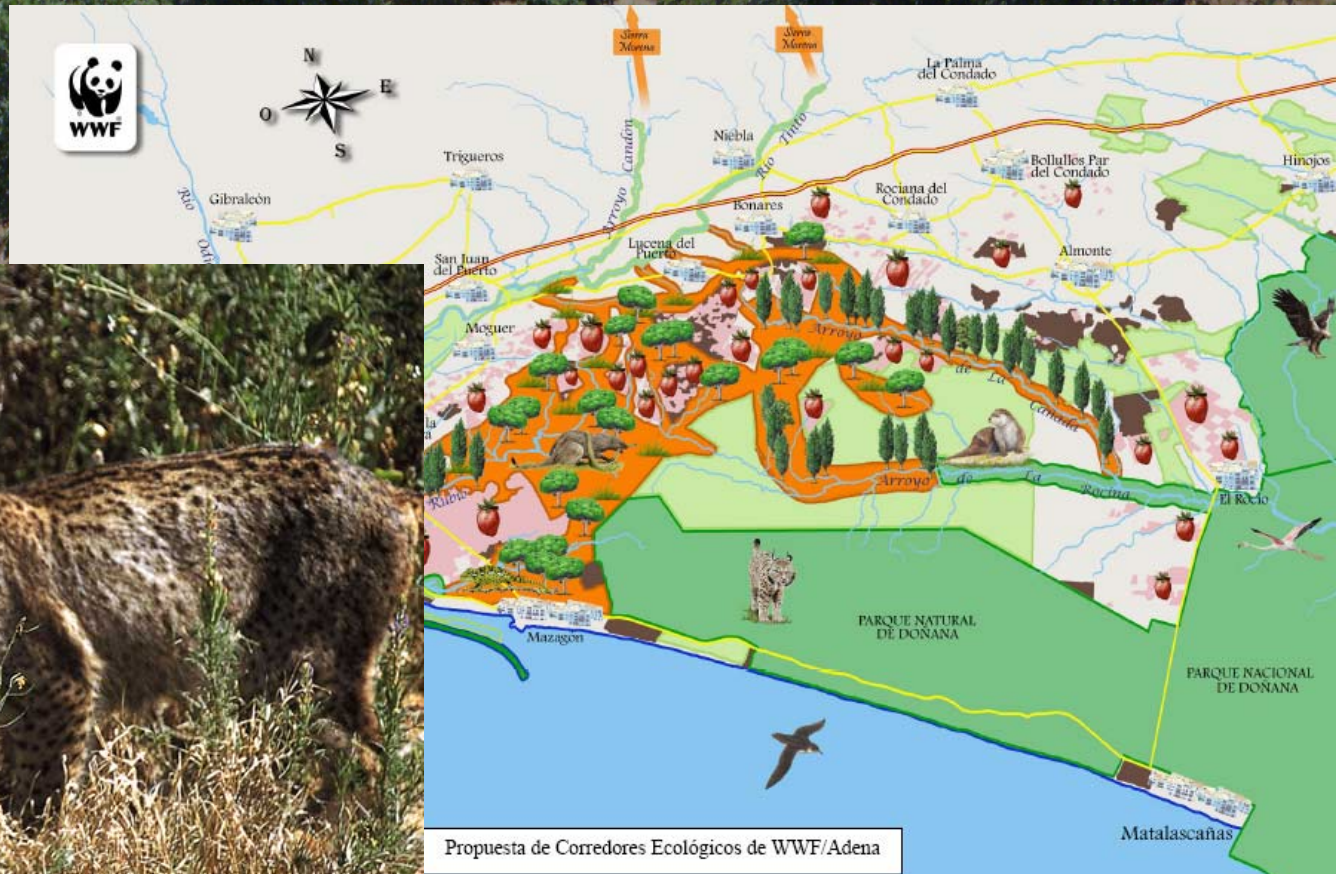 WWF
N
E
O
S
Sierra
Morena
Sierra
Morena
La Palma
del Condado
Arroyo Candón
Río Tinto
Niebla
Trigueros
Bollullos Par
del Condado
Hinojos
Gibraleón
Río
Rociana del
Condado
Bonares
Lucena del
Puerto
San Juan
del Puerto
Almonte
Moguer
Arroyo de La Cañada
Rubio
Arroyo de La Rocina
El Rocío
Mazagón
PARQUE NATURAL
DE DOÑANA
PARQUE NACIONAL
DE DOÑANA
Matalascañas
Propuesta de Corredores Ecológicos de WWF/Adena